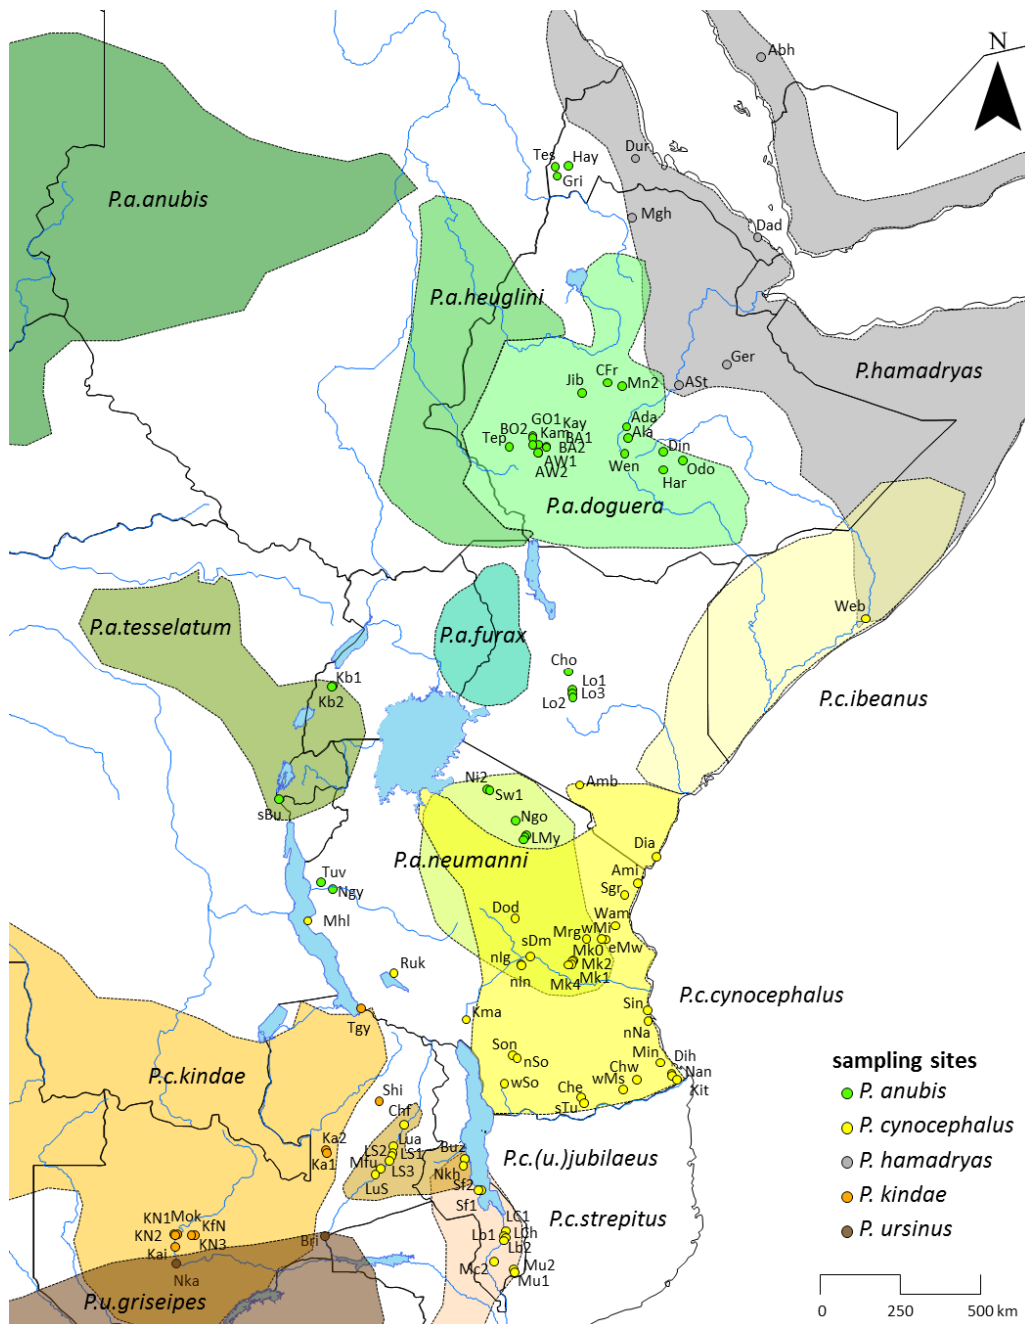 N
Abh
Dur
Tes
Hay
Gri
P.a.anubis
Mgh
Dad
P.a.heuglini
Ger
P.hamadryas
CFr
Jib
Mn2
ASt
GO1
Kay
Ada
BO2
Kam
BA1
Ala
Tep
BA2
Din
AW1
Wen
Odo
AW2
Har
P.a.doguera
Web
P.a.tesselatum
P.a.furax
Cho
Kb1
Lo1
Kb2
Lo3
Lo2
P.c.ibeanus
Ni2
Amb
Sw1
sBu
Ngo
LMy
Dia
P.a.neumanni
Tuv
Aml
Ngy
Sgr
Mhl
Dod
Wam
Mrg
wMi
sDm
eMw
Mk0
nIg
Mk2
Ruk
nIn
Mk1
Mk4
P.c.cynocephalus
Tgy
Kma
Sin
nNa
Son
Min
Dih
nSo
Chw
Nan
P.c.kindae
wSo
wMs
Xit
Che
sTu
Shi
Chf
Ka2
Lua
LS2
LS1
Bu2
P.c.(u.)jubilaeus
Ka1
Mfu
LS3
Nkh
LuS
Sf2
Sf1
P.c.strepitus
KN1
Mok
KfN
LC1
KN2
KN3
Lp1
LCh
Kai
Bri
Lb2
Nka
Mc2
Mu2
Mu1
P.u.griseipes
sampling sites
P. anubis
P. cynocephalus
P. hamadryas
P. kindae
P. ursinus
0 250 500 km